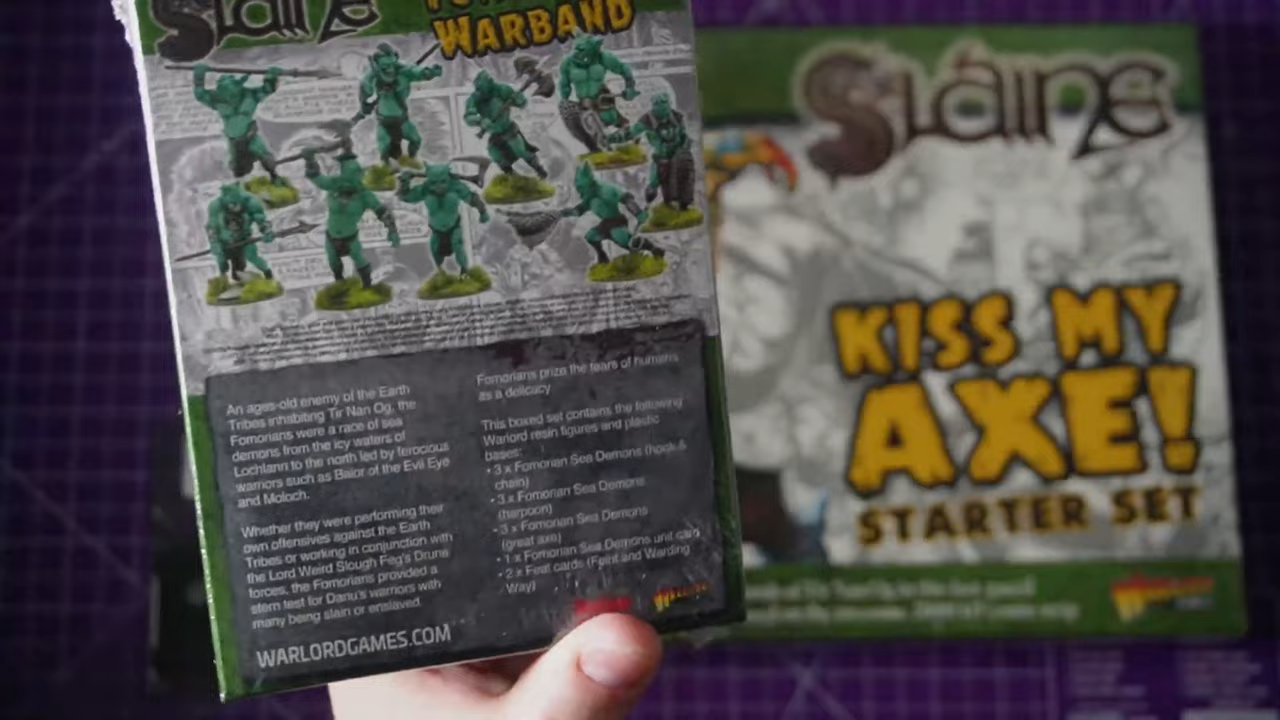 Sláine
WARBAND
An ages-old enemy of the Earth
Tribes inhabiting Tir Nan Og, the
Fomorians were a race of sea
demons from the icy waters of
Lochlann to the north led by ferocious
warriors such as Balor of the Evil Eye
and Moloch.
Whether they were performing their
own offensives against the Earth
Tribes or working in conjunction with
the Lord Weird Slough Feg's Drune
forces, the Fomorians provided a
stern test for Danu's warriors with
many being slain or enslaved.
WARLORDGAMES.COM
Fomorians prize the tears of humans
as a delicacy
This boxed set contains the following
Warlord resin figures and plastic
bases:
• 3 x Fomorian Sea Demons (hook &
chain)
• 3 x Fomorian Sea Demons
(harpoon)
• 3 x Fomorian Sea Demons
(great axe)
• 1 x Fomorian Sea Demons unit card
• 2 x Feat cards (Feint and Warding
Way)
Sláine
KISS MY
AXE!
STARTER SET